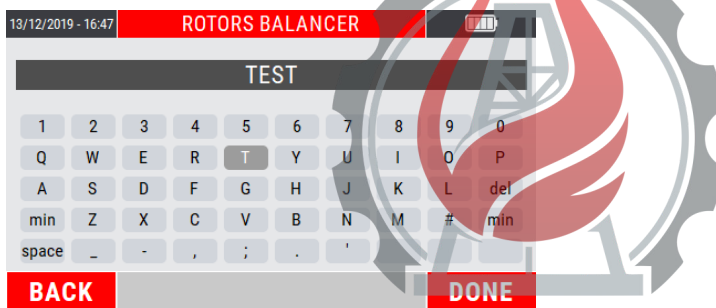 13/12/2019 - 16:47 ROTORS BALANCER
TEST
1 2 3 4 5 6 7 8 9 0
Q W E R T Y U I O P
A S D F G H J K L del
min Z X C V B N M # min
space _ - , ; . '
BACK DONE